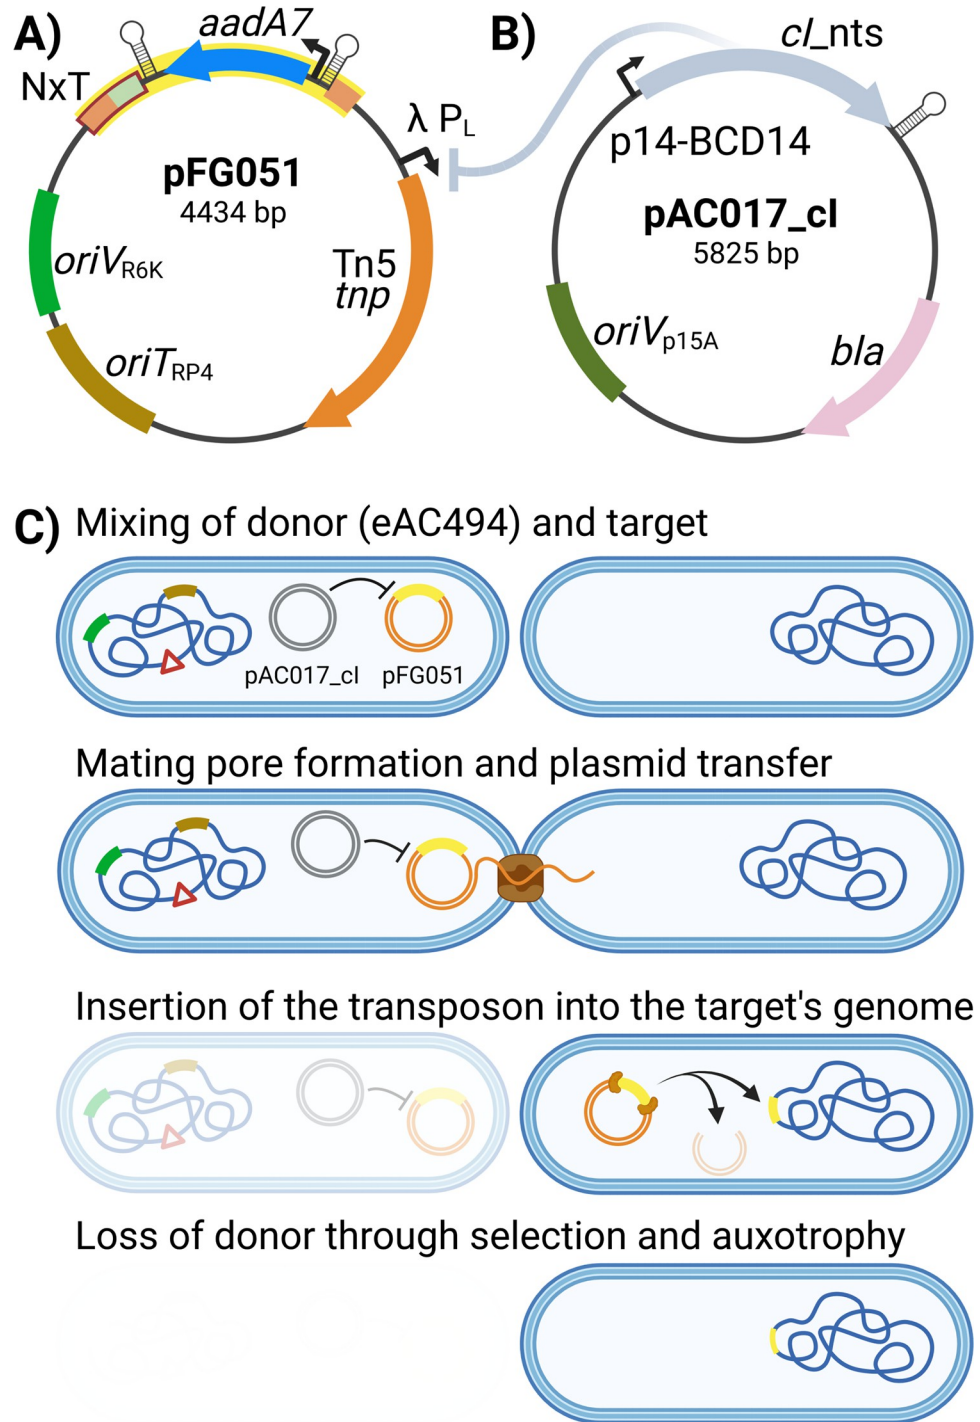 A)
aadA7
NxT
λ PL
pFG051
4434 bp
oriVR6K
Tn5
tnp
oriTRP4
B)
cI_nts
p14-BCD14
pAC017_cI
5825 bp
oriVp15A
bla
C) Mixing of donor (eAC494) and target
pAC017_cI pFG051
Mating pore formation and plasmid transfer
Insertion of the transposon into the target's genome
Loss of donor through selection and auxotrophy